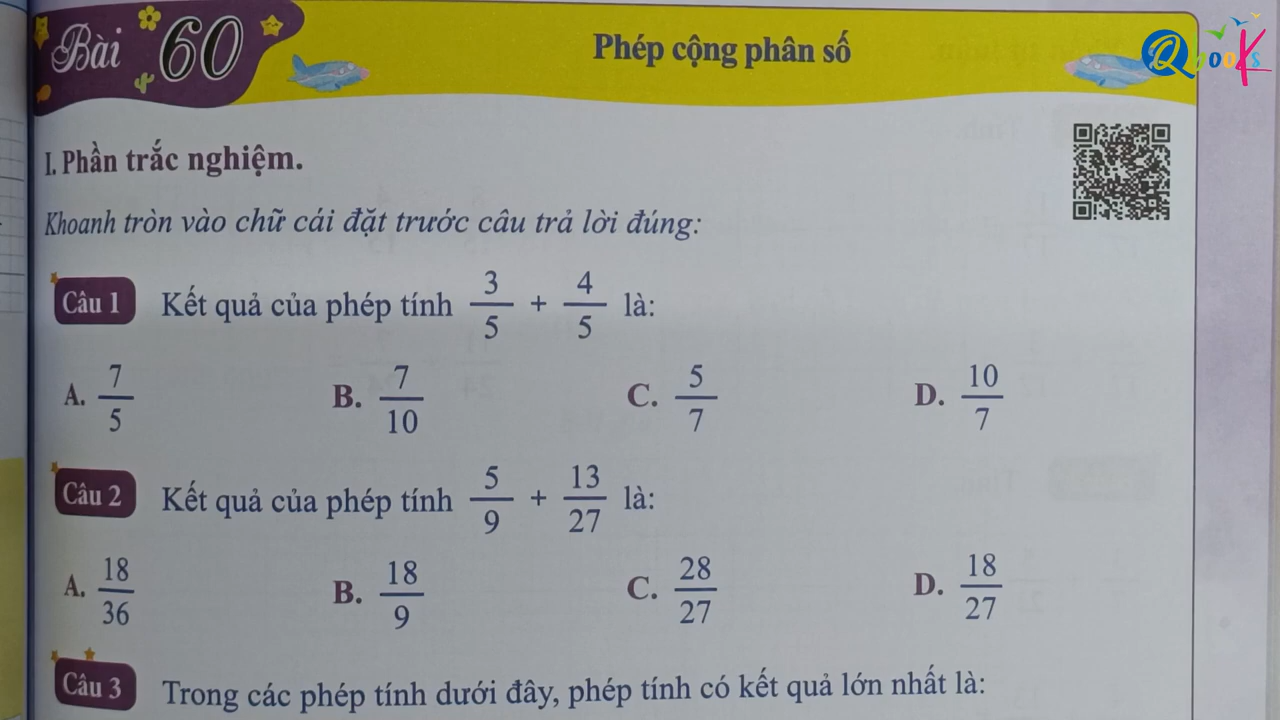 Bài 60
Phép cộng phân số
Qbooks
I. Phần trắc nghiệm.
Khoanh tròn vào chữ cái đặt trước câu trả lời đúng:
Câu 1 Kết quả của phép tính 3/5 + 4/5 là:
A. 7/5 B. 7/10 C. 5/7 D. 10/7
Câu 2 Kết quả của phép tính 5/9 + 13/27 là:
A. 18/36 B. 18/9 C. 28/27 D. 18/27
Câu 3 Trong các phép tính dưới đây, phép tính có kết quả lớn nhất là: